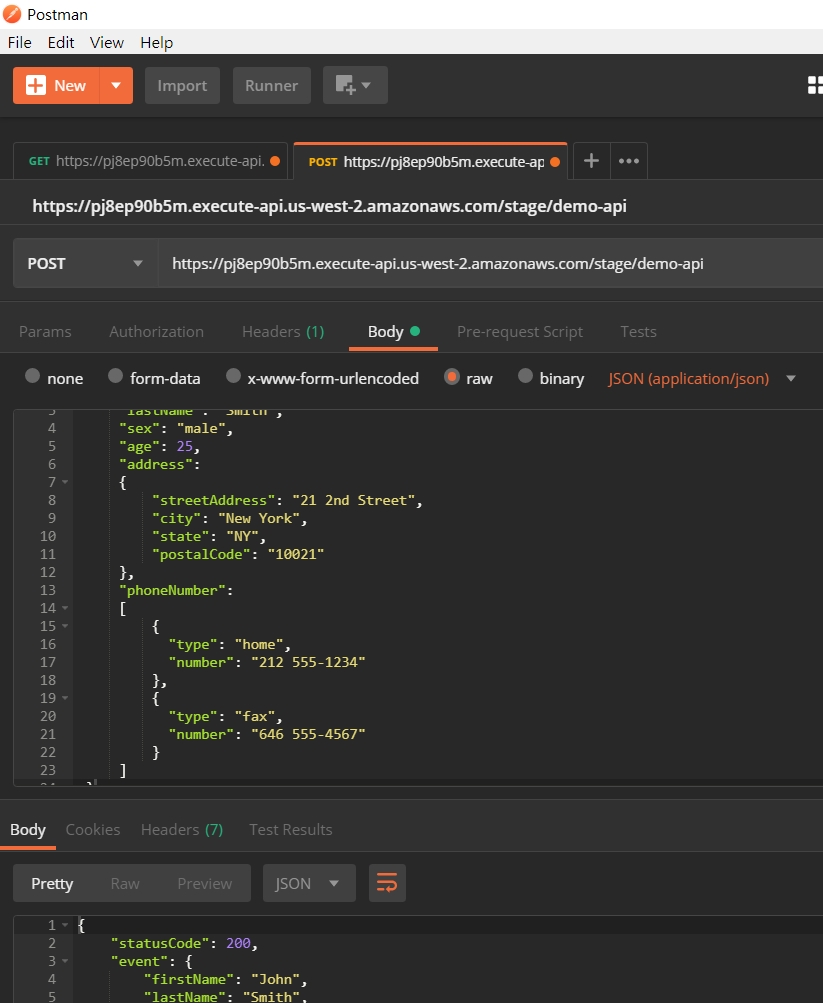 Postman
File Edit View Help
New Import Runner
GET https://pj8ep90b5m.execute-api. POST https://pj8ep90b5m.execute-ap
https://pj8ep90b5m.execute-api.us-west-2.amazonaws.com/stage/demo-api
POST https://pj8ep90b5m.execute-api.us-west-2.amazonaws.com/stage/demo-api
Params Authorization Headers (1) Body Pre-request Script Tests
none form-data x-www-form-urlencoded raw binary JSON (application/json)
3 "lastName": "Smith",
4 "sex": "male",
5 "age": 25,
6 "address":
7 {
8 "streetAddress": "21 2nd Street",
9 "city": "New York",
10 "state": "NY",
11 "postalCode": "10021"
12 },
13 "phoneNumber":
14 [
15 {
16 "type": "home",
17 "number": "212 555-1234"
18 },
19 {
20 "type": "fax",
21 "number": "646 555-4567"
22 }
23 ]
24 }
Body Cookies Headers (7) Test Results
Pretty Raw Preview JSON
1 {
2 "statusCode": 200,
3 "event": {
4 "firstName": "John",
5 "lastName": "Smith",